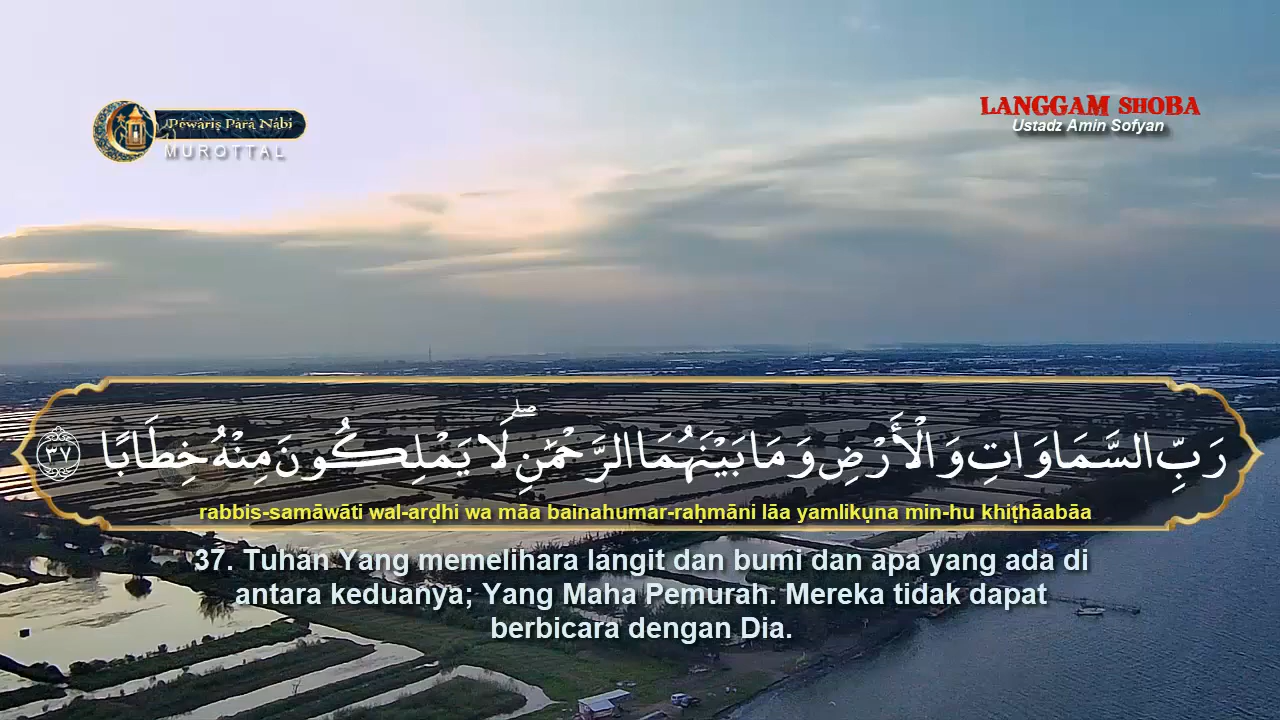 Pewaris Para Nabi
MUROTTAL
LANGGAM SHOBA
Ustadz Amin Sofyan
رَبِّ السَّمَاوَاتِ وَالْأَرْضِ وَمَا بَيْنَهُمَا الرَّحْمَٰنِ ۖ لَا يَمْلِكُونَ مِنْهُ خِطَابًا ٣٧
rabbis-samāwāti wal-arḍhi wa māa bainahumar-raḥmāni lāa yamlikụna min-hu khiṭhāabāa
37. Tuhan Yang memelihara langit dan bumi dan apa yang ada di
antara keduanya; Yang Maha Pemurah. Mereka tidak dapat
berbicara dengan Dia.